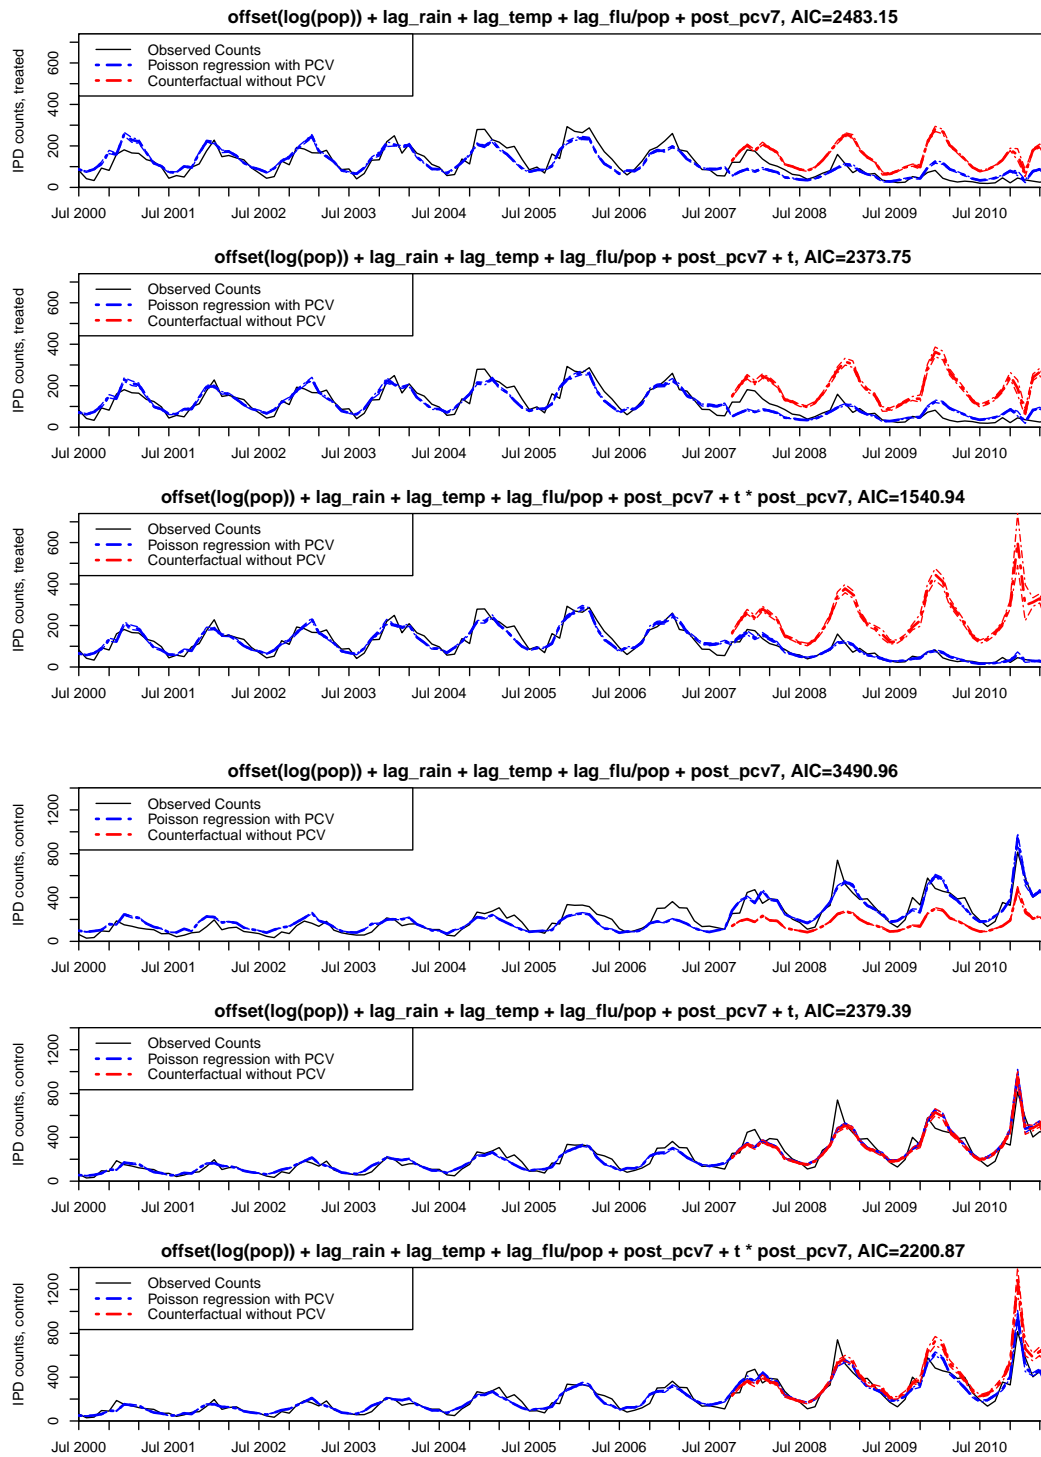 offset(log(pop)) + lag_rain + lag_temp + lag_flu/pop + post_pcv7, AIC=2483.15
IPD counts, treated
0 200 400 600
Observed Counts
Poisson regression with PCV
Counterfactual without PCV
Jul 2000 Jul 2001 Jul 2002 Jul 2003 Jul 2004 Jul 2005 Jul 2006 Jul 2007 Jul 2008 Jul 2009 Jul 2010
offset(log(pop)) + lag_rain + lag_temp + lag_flu/pop + post_pcv7 + t, AIC=2373.75
IPD counts, treated
0 200 400 600
Observed Counts
Poisson regression with PCV
Counterfactual without PCV
Jul 2000 Jul 2001 Jul 2002 Jul 2003 Jul 2004 Jul 2005 Jul 2006 Jul 2007 Jul 2008 Jul 2009 Jul 2010
offset(log(pop)) + lag_rain + lag_temp + lag_flu/pop + post_pcv7 + t * post_pcv7, AIC=1540.94
IPD counts, treated
0 200 400 600
Observed Counts
Poisson regression with PCV
Counterfactual without PCV
Jul 2000 Jul 2001 Jul 2002 Jul 2003 Jul 2004 Jul 2005 Jul 2006 Jul 2007 Jul 2008 Jul 2009 Jul 2010
offset(log(pop)) + lag_rain + lag_temp + lag_flu/pop + post_pcv7, AIC=3490.96
IPD counts, control
0 400 800 1200
Observed Counts
Poisson regression with PCV
Counterfactual without PCV
Jul 2000 Jul 2001 Jul 2002 Jul 2003 Jul 2004 Jul 2005 Jul 2006 Jul 2007 Jul 2008 Jul 2009 Jul 2010
offset(log(pop)) + lag_rain + lag_temp + lag_flu/pop + post_pcv7 + t, AIC=2379.39
IPD counts, control
0 400 800 1200
Observed Counts
Poisson regression with PCV
Counterfactual without PCV
Jul 2000 Jul 2001 Jul 2002 Jul 2003 Jul 2004 Jul 2005 Jul 2006 Jul 2007 Jul 2008 Jul 2009 Jul 2010
offset(log(pop)) + lag_rain + lag_temp + lag_flu/pop + post_pcv7 + t * post_pcv7, AIC=2200.87
IPD counts, control
0 400 800 1200
Observed Counts
Poisson regression with PCV
Counterfactual without PCV
Jul 2000 Jul 2001 Jul 2002 Jul 2003 Jul 2004 Jul 2005 Jul 2006 Jul 2007 Jul 2008 Jul 2009 Jul 2010